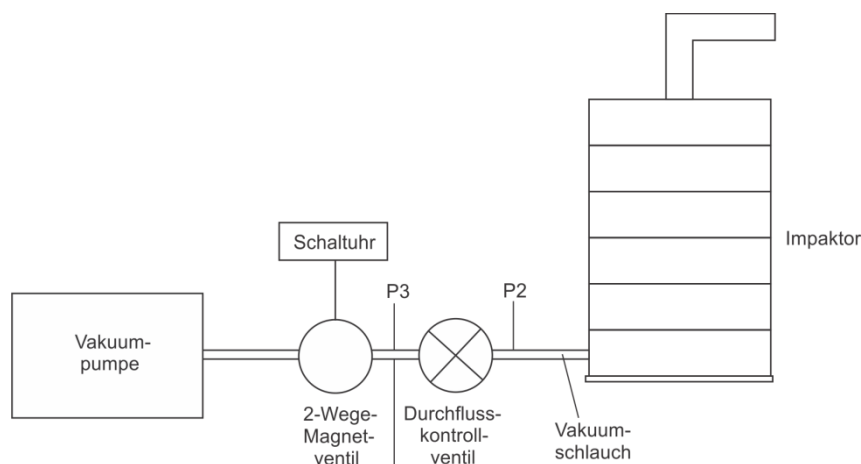 Schaltuhr
Impaktor
P3
P2
Vakuum-
pumpe
2-Wege-
Magnet-
ventil
Durchfluss-
kontroll-
ventil
Vakuum-
schlauch